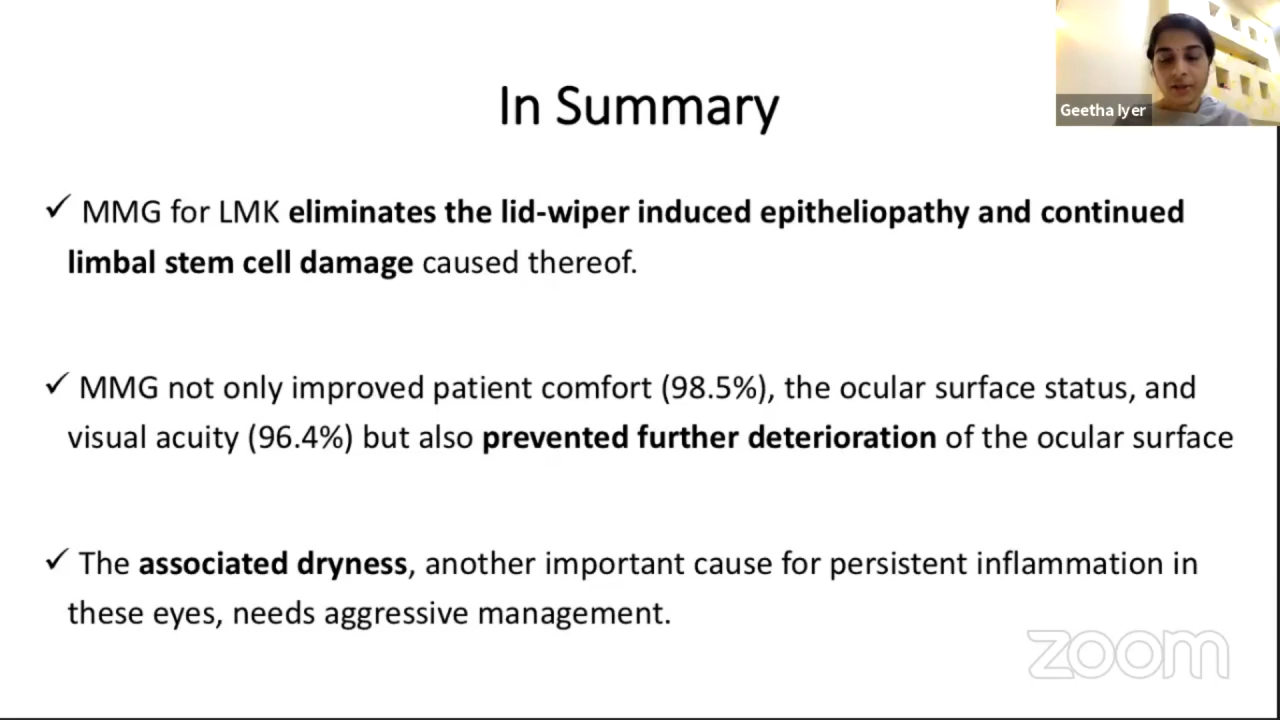 Geetha Iyer
In Summary
✓ MMG for LMK eliminates the lid-wiper induced epitheliopathy and continued
limbal stem cell damage caused thereof.
✓ MMG not only improved patient comfort (98.5%), the ocular surface status, and
visual acuity (96.4%) but also prevented further deterioration of the ocular surface
✓ The associated dryness, another important cause for persistent inflammation in
these eyes, needs aggressive management.
zoom